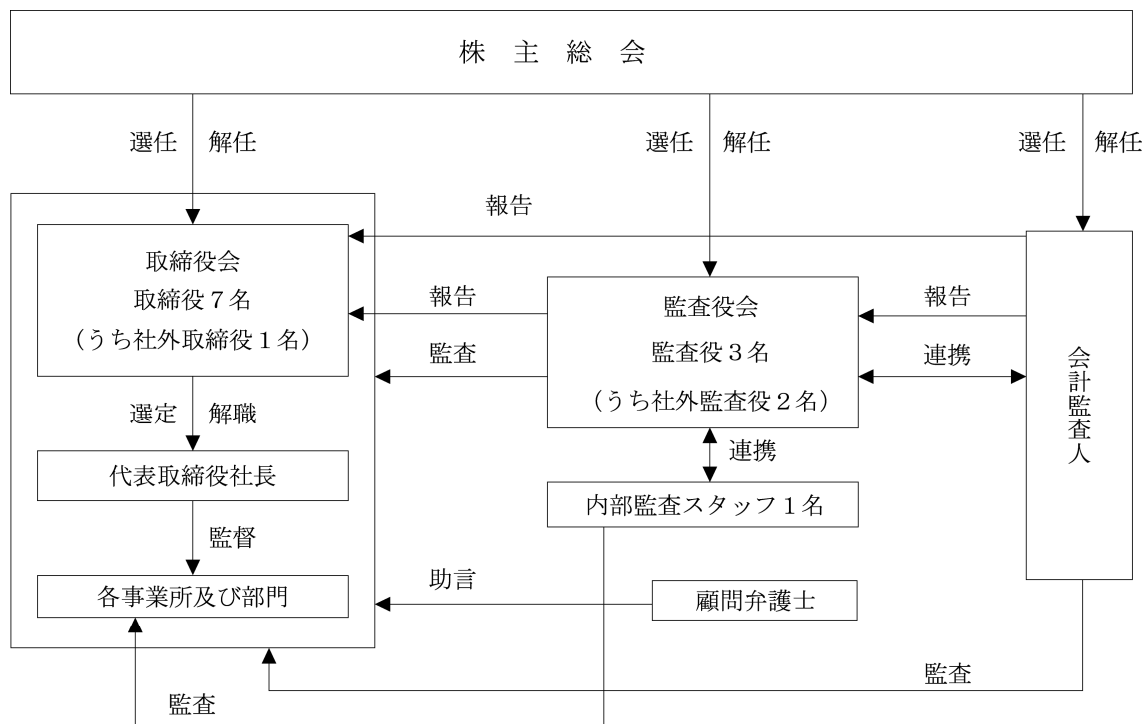 株 主 総 会
選任 解任
選任 解任
選任 解任
報告
取締役会
取締役７名
（うち社外取締役１名）
報告
監査
監査役会
監査役３名
（うち社外監査役２名）
報告
連携
会計監査人
選定 解職
連携
代表取締役社長
内部監査スタッフ１名
監督
助言
各事業所及び部門
顧問弁護士
監査
監査